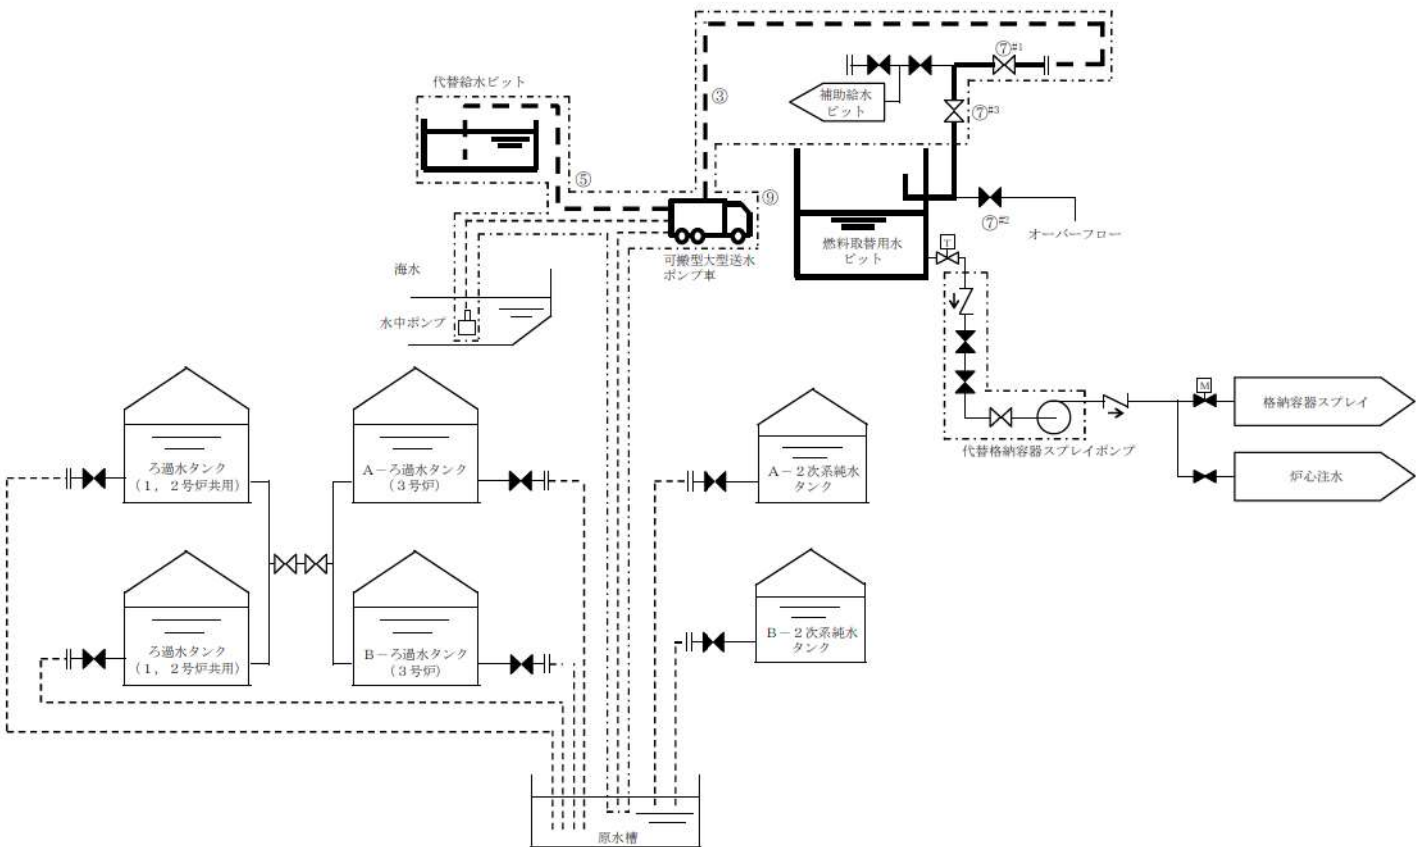 ⑦#1
代替給水ピット
補助給水
ピット
③
⑦#3
⑤
⑨
⑦#2
オーバーフロー
燃料取替用水
ピット
T
可搬型大型送水
ポンプ車
海水
水中ポンプ
M
格納容器スプレイ
代替格納容器スプレイポンプ
炉心注水
ろ過水タンク
(1,2号炉共用)
A-ろ過水タンク
(3号炉)
A-2次系純水
タンク
ろ過水タンク
(1,2号炉共用)
B-ろ過水タンク
(3号炉)
B-2次系純水
タンク
原水槽